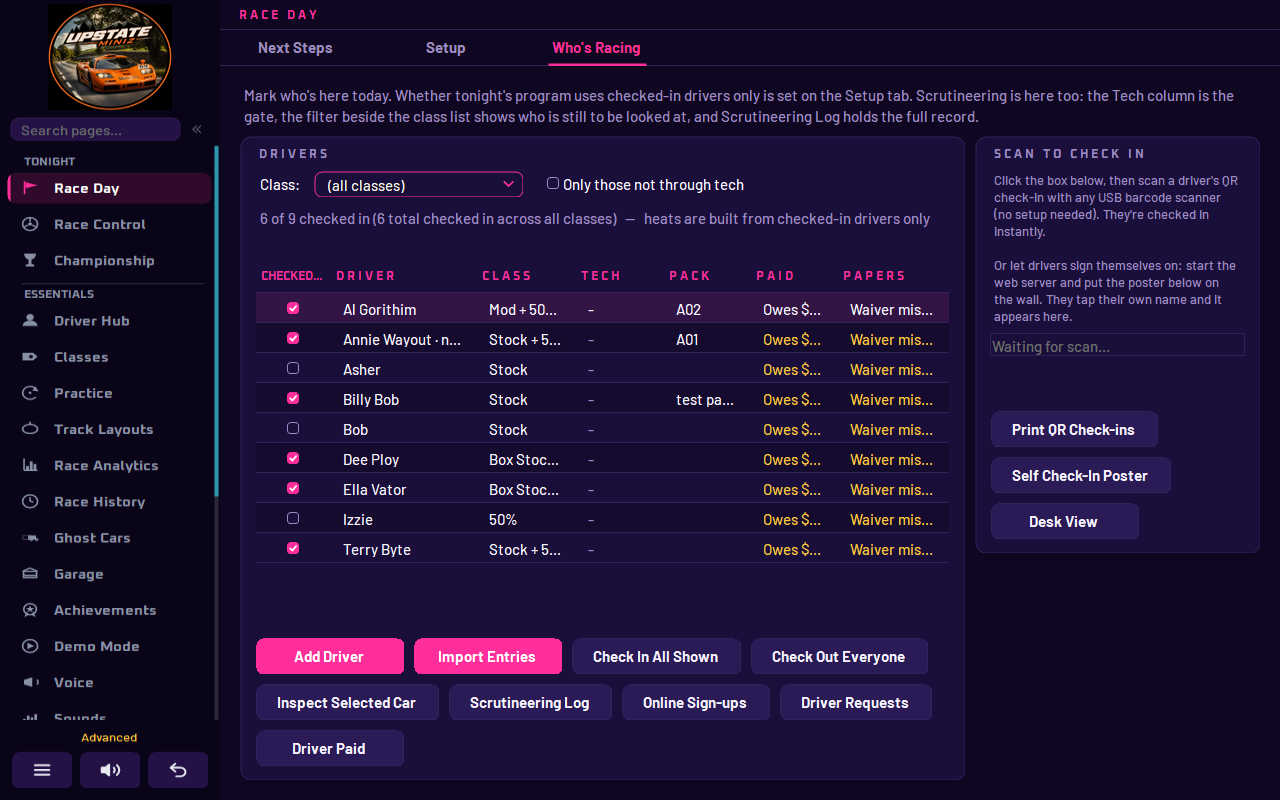 UPSTATE
MINIZ
Search pages...
«
TONIGHT
Race Day
Race Control
Championship
ESSENTIALS
Driver Hub
Classes
Practice
Track Layouts
Race Analytics
Race History
Ghost Cars
Garage
Achievements
Demo Mode
Voice
Sounds
Advanced
RACE DAY
Next Steps Setup Who's Racing
Mark who's here today. Whether tonight's program uses checked-in drivers only is set on the Setup tab. Scrutineering is here too: the Tech column is the
gate, the filter beside the class list shows who is still to be looked at, and Scrutineering Log holds the full record.
DRIVERS
Class: (all classes) Only those not through tech
6 of 9 checked in (6 total checked in across all classes) — heats are built from checked-in drivers only
CHECKED... DRIVER CLASS TECH PACK PAID PAPERS
Al Gorithim Mod + 50... - A02 Owes $... Waiver mis...
Annie Wayout · n... Stock + 5... - A01 Owes $... Waiver mis...
Asher Stock - Owes $... Waiver mis...
Billy Bob Stock - test pa... Owes $... Waiver mis...
Bob Stock - Owes $... Waiver mis...
Dee Ploy Box Stoc... - Owes $... Waiver mis...
Ella Vator Box Stoc... - Owes $... Waiver mis...
Izzie 50% - Owes $... Waiver mis...
Terry Byte Stock + 5... - Owes $... Waiver mis...
Add Driver Import Entries Check In All Shown Check Out Everyone
Inspect Selected Car Scrutineering Log Online Sign-ups Driver Requests
Driver Paid
SCAN TO CHECK IN
Click the box below, then scan a driver's QR
check-in with any USB barcode scanner
(no setup needed). They're checked in
instantly.
Or let drivers sign themselves on: start the
web server and put the poster below on
the wall. They tap their own name and it
appears here.
Waiting for scan...
Print QR Check-ins
Self Check-In Poster
Desk View